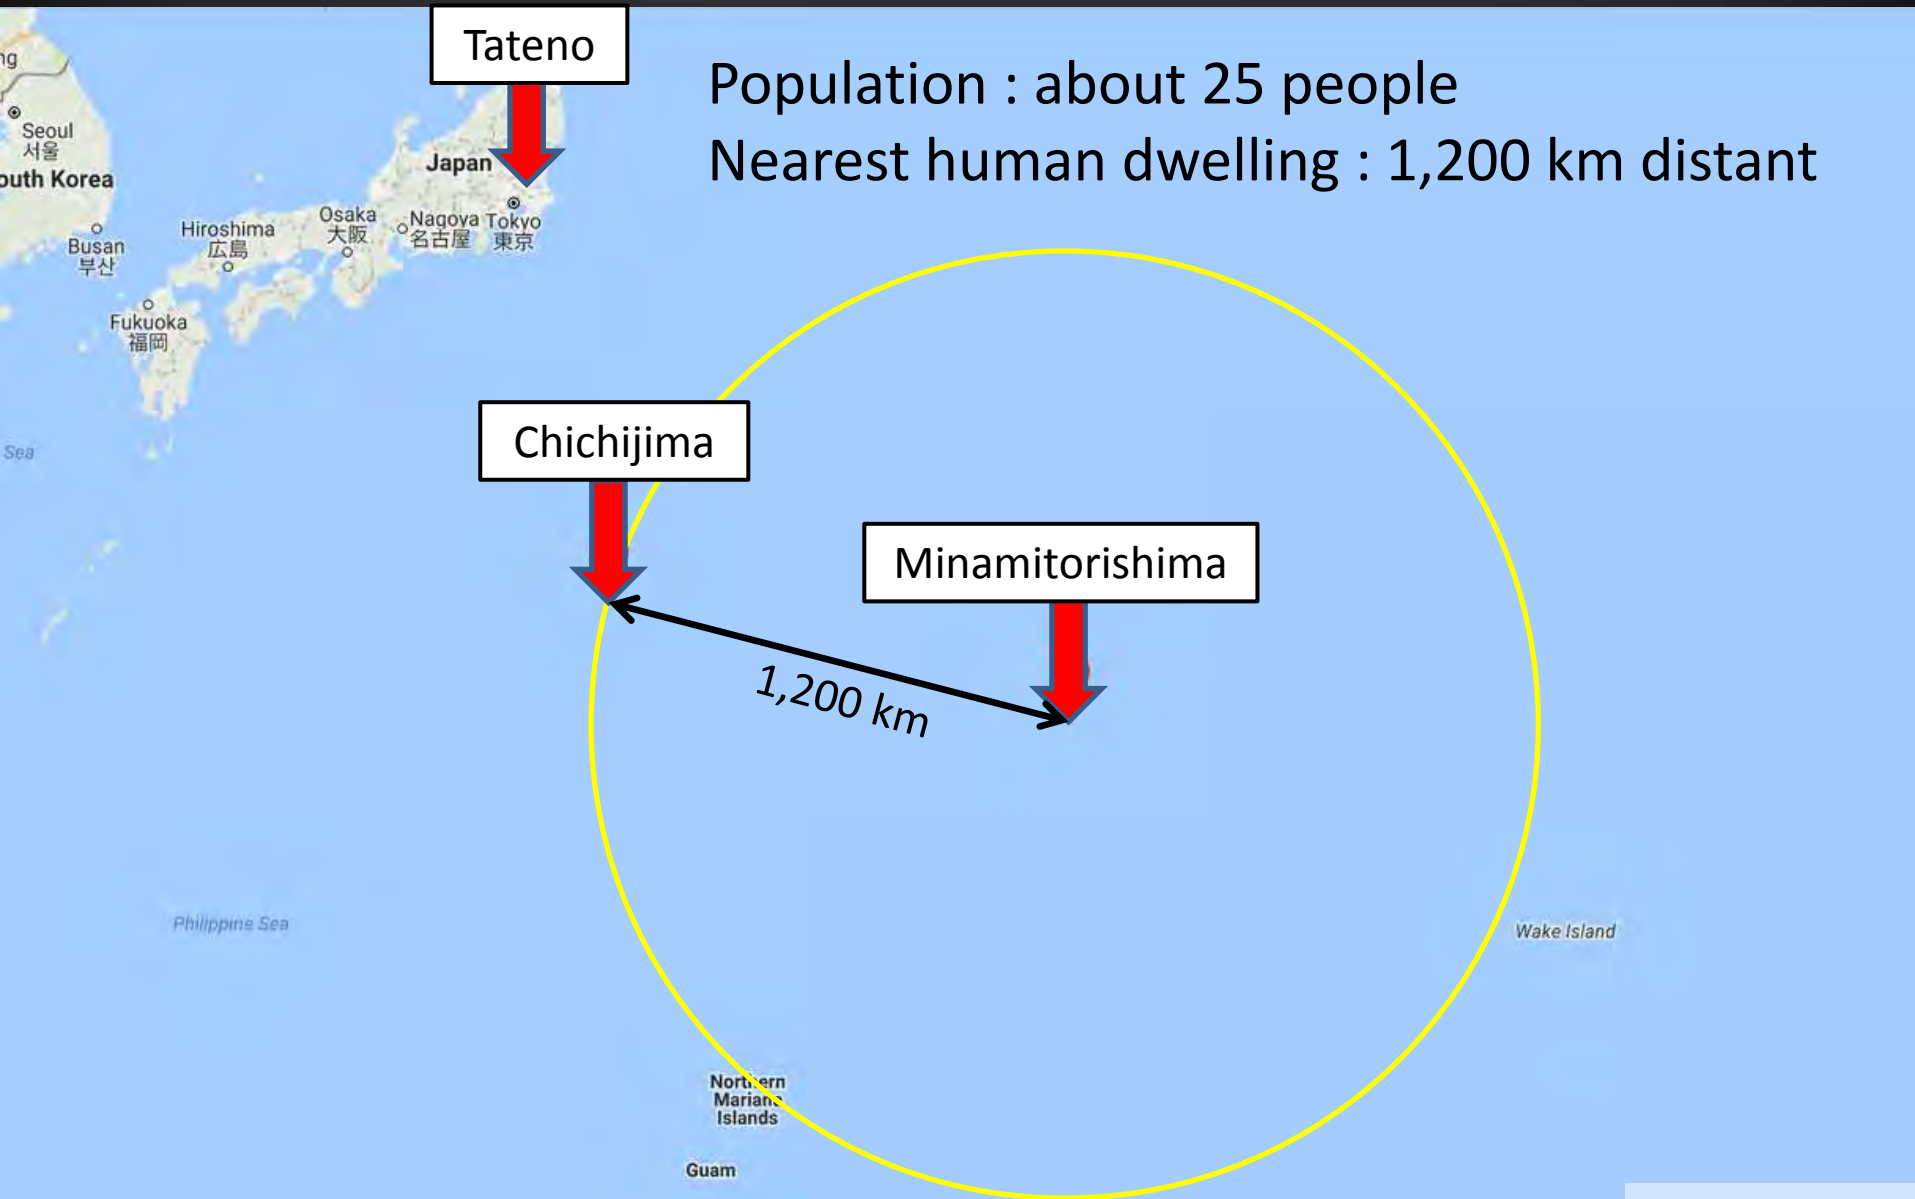 Tateno
Population : about 25 people
Nearest human dwelling : 1,200 km distant
Seoul
서울
outh Korea
Japan
Busan
부산
Hiroshima
広島
Osaka
大阪
Nagoya
名古屋
Tokyo
東京
Fukuoka
福岡
Sea
Chichijima
Minamitorishima
1,200 km
Philippine Sea
Wake Island
Northern
Mariana
Islands
Guam